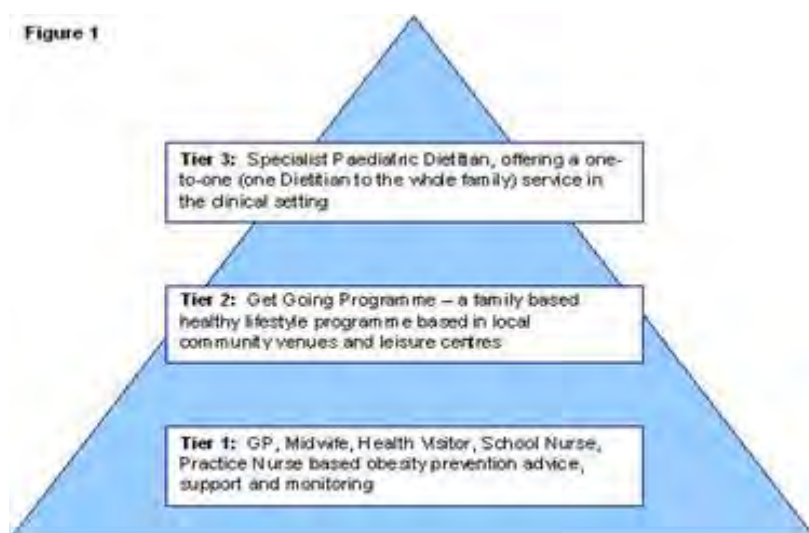 Figure 1
Tier 3: Specialist Paediatric Dietitian, offering a one-
to-one (one Dietitian to the whole family) service in
the clinical setting
Tier 2: Get Going Programme – a family based
healthy lifestyle programme based in local
community venues and leisure centres
Tier 1: GP, Midwife, Health Visitor, School Nurse,
Practice Nurse based obesity prevention advice,
support and monitoring